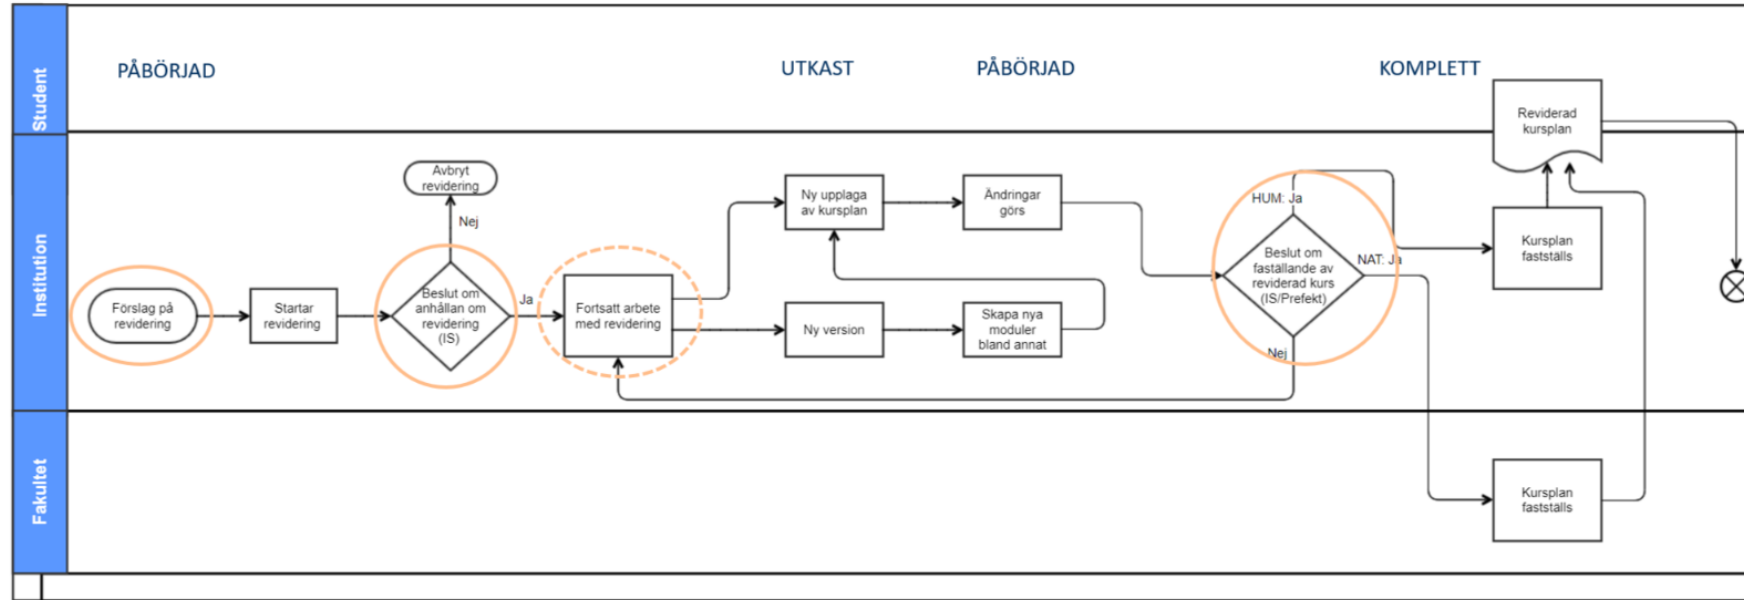 Student
PÅBÖRJAD
UTKAST
PÅBÖRJAD
KOMPLETT
Reviderad
kursplan
Institution
Förslag på
revidering
Startar
revidering
Avbryt
revidering
Nej
Beslut om
anhållan om
revidering
(IS)
Ja
Fortsatt arbete
med revidering
Ny upplaga
av kursplan
Ändringar
görs
Ny version
Skapa nya
moduler
bland annat
HUM: Ja
Beslut om
faställande av
reviderad kurs
(IS/Prefekt)
NAT: Ja
Nej
Kursplan
fastställs
Fakultet
Kursplan
fastställs